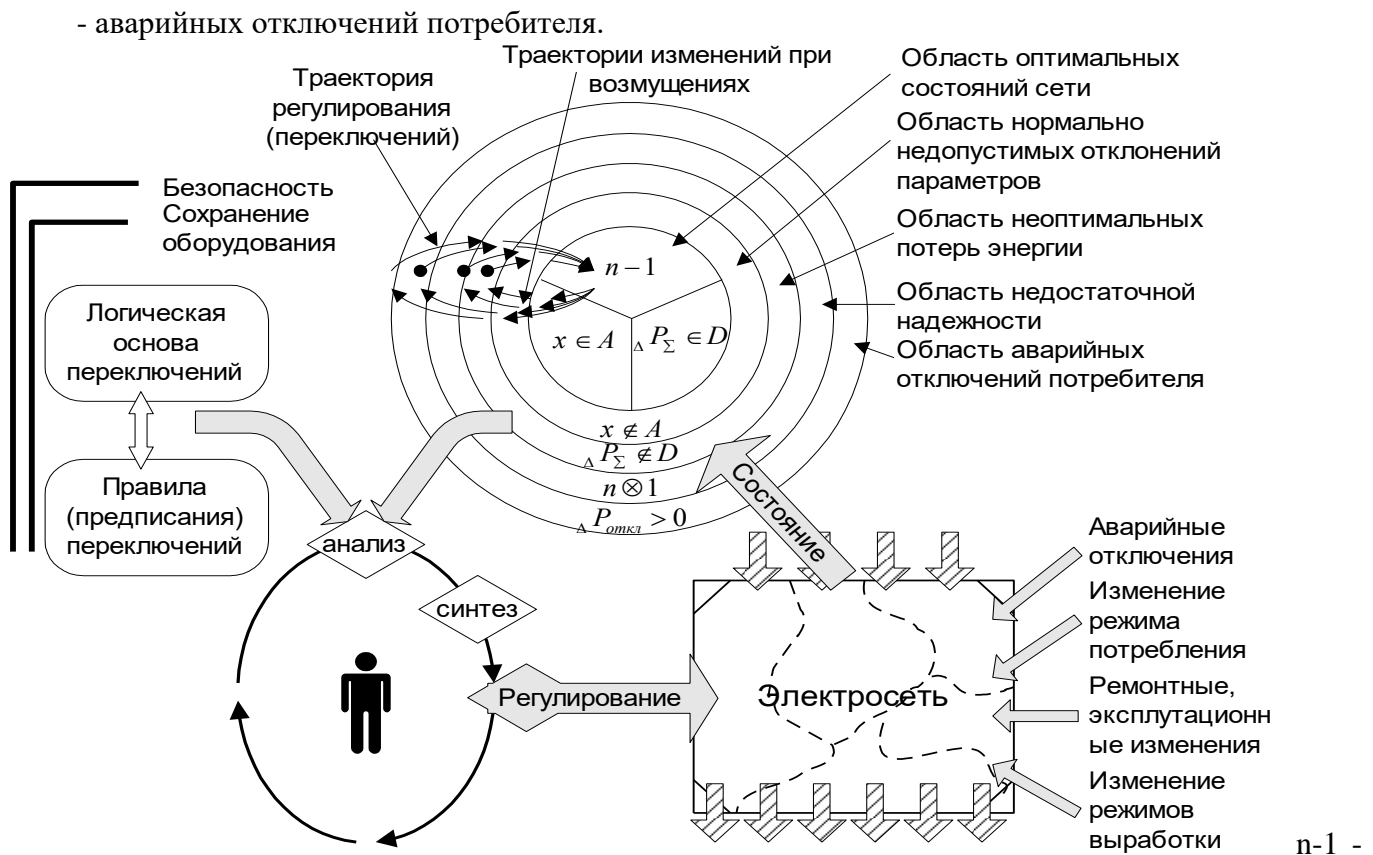 - аварийных отключений потребителя.
Траектория
регулирования
(переключений)
Траектории изменений при
возмущениях
Область оптимальных
состояний сети
Область нормально
недопустимых отклонений
параметров
Область неоптимальных
потерь энергии
Область недостаточной
надежности
Область аварийных
отключений потребителя
Безопасность
Сохранение
оборудования
Логическая
основа
переключений
Правила
(предписания)
переключений
n − 1
x ∈ A
Δ P_Σ ∈ D
x ∉ A
Δ P_Σ ∉ D
n ⊗ 1
Δ P_откл > 0
Состояние
анализ
синтез
Регулирование
Электросеть
Аварийные
отключения
Изменение
режима
потребления
Ремонтные,
эксплутационн
ые изменения
Изменение
режимов
выработки
n-1 -